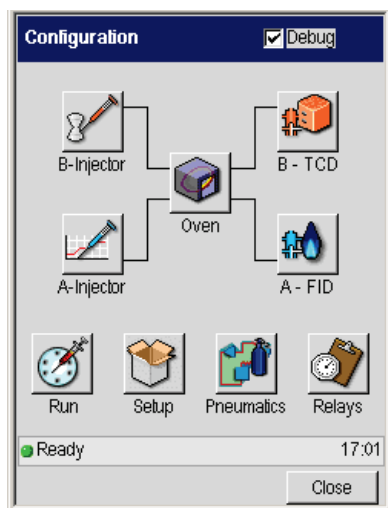 Configuration Debug
B-Injector B - TCD
Oven
A-Injector A - FID
Run Setup Pneumatics Relays
Ready 17:01
Close